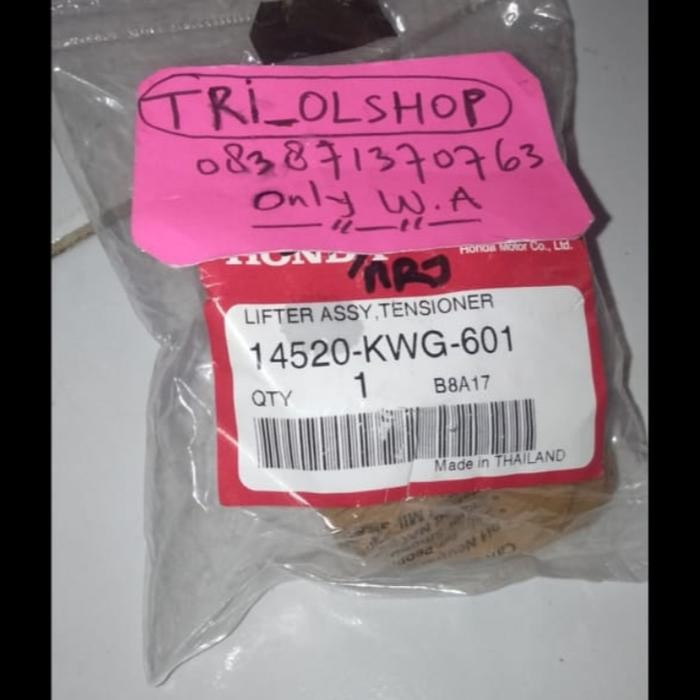 TRI_OLSHOP
083871370763
Only W.A
HONDA
Honda Motor Co., Ltd.
LIFTER ASSY,TENSIONER
14520-KWG-601
QTY 1 B8A17
Made in THAILAND